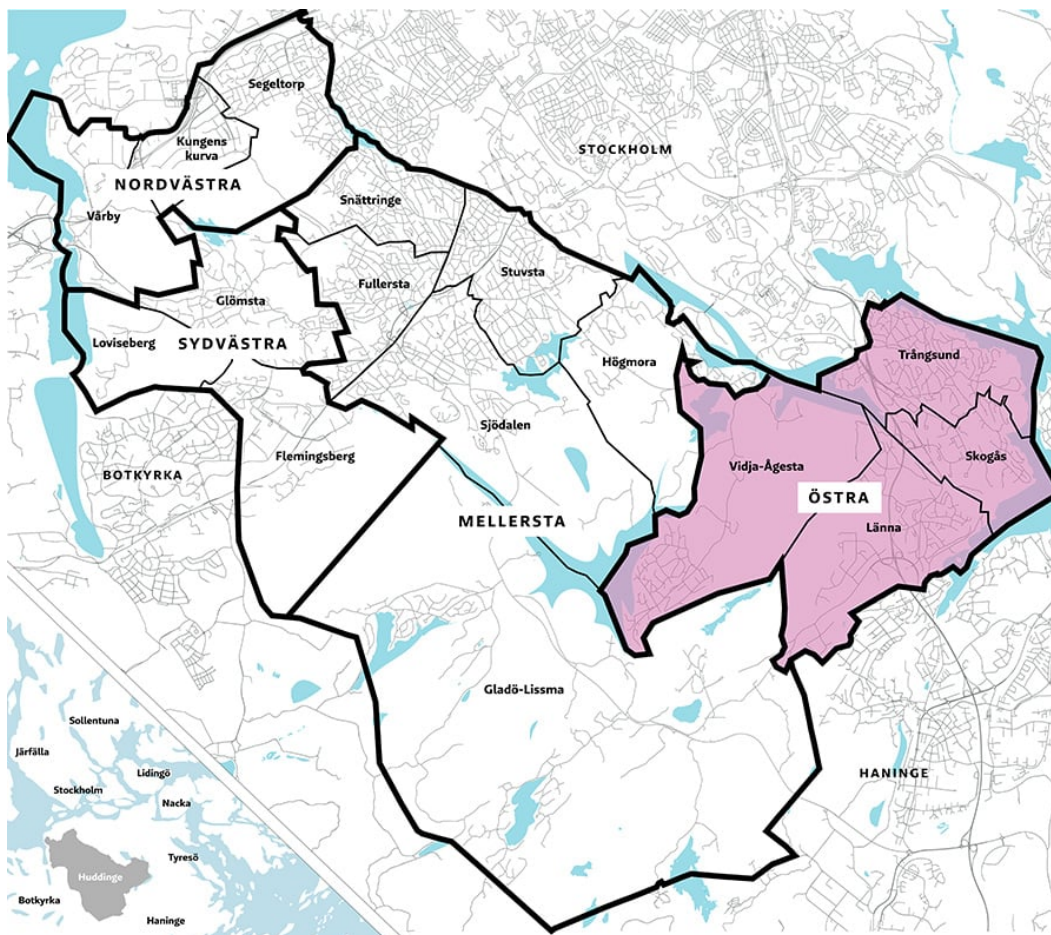 Segeltorp
Kungens
kurva
STOCKHOLM
NORDVÄSTRA
Snättringe
Vårby
Stuvsta
Fullersta
Glömsta
Loviseberg
SYDVÄSTRA
Högmora
Trångsund
Sjödalen
Flemingsberg
BOTKYRKA
Vidja-Ågesta
Skogås
ÖSTRA
MELLERSTA
Länna
Gladö-Lissma
HANINGE
Sollentuna
Järfälla
Lidingö
Stockholm
Nacka
Tyresö
Huddinge
Botkyrka
Haninge